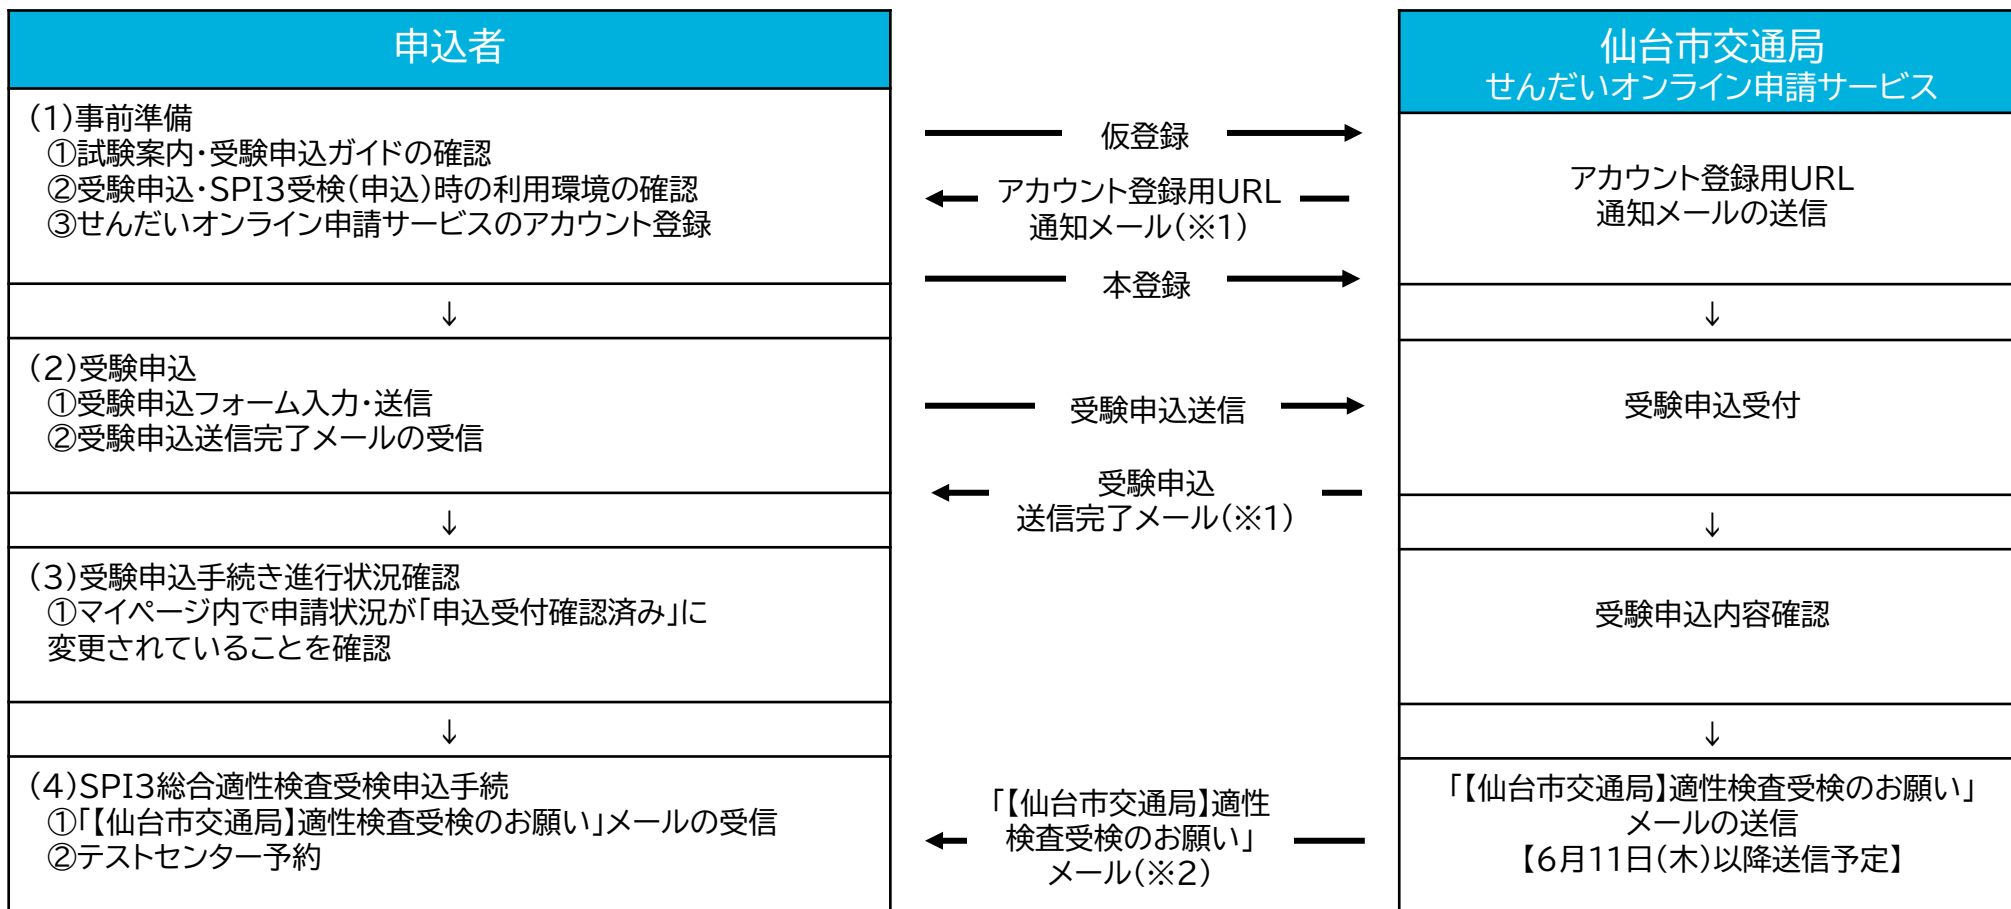 申込者
(1)事前準備
①試験案内・受験申込ガイドの確認
②受験申込・SPI3受検(申込)時の利用環境の確認
③せんだいオンライン申請サービスのアカウント登録
↓
(2)受験申込
①受験申込フォーム入力・送信
②受験申込送信完了メールの受信
↓
(3)受験申込手続き進行状況確認
①マイページ内で申請状況が「申込受付確認済み」に
変更されていることを確認
↓
(4)SPI3総合適性検査受検申込手続
①「【仙台市交通局】適性検査受検のお願い」メールの受信
②テストセンター予約
仮登録
アカウント登録用URL
通知メール(※1)
本登録
受験申込送信
受験申込
送信完了メール(※1)
「【仙台市交通局】適性
検査受検のお願い」
メール(※2)
仙台市交通局
せんだいオンライン申請サービス
アカウント登録用URL
通知メールの送信
↓
受験申込受付
↓
受験申込内容確認
↓
「【仙台市交通局】適性検査受検のお願い」
メールの送信
【6月11日(木)以降送信予定】